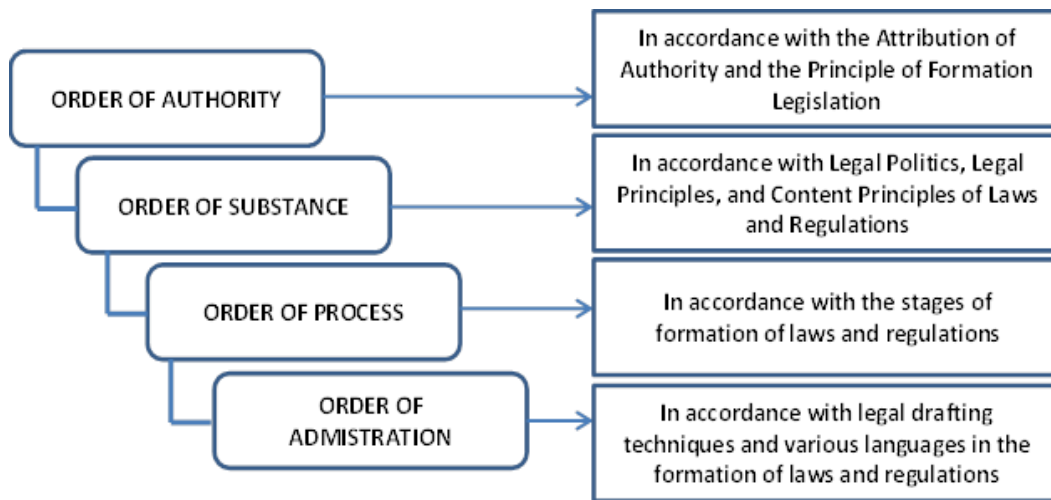 ORDER OF AUTHORITY
In accordance with the Attribution of
Authority and the Principle of Formation
Legislation
ORDER OF SUBSTANCE
In accordance with Legal Politics, Legal
Principles, and Content Principles of Laws
and Regulations
ORDER OF PROCESS
In accordance with the stages of
formation of laws and regulations
ORDER OF
ADMISTRATION
In accordance with legal drafting
techniques and various languages in the
formation of laws and regulations